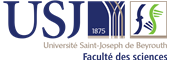 USJ
1875
Université Saint-Joseph de Beyrouth
Faculté des sciences